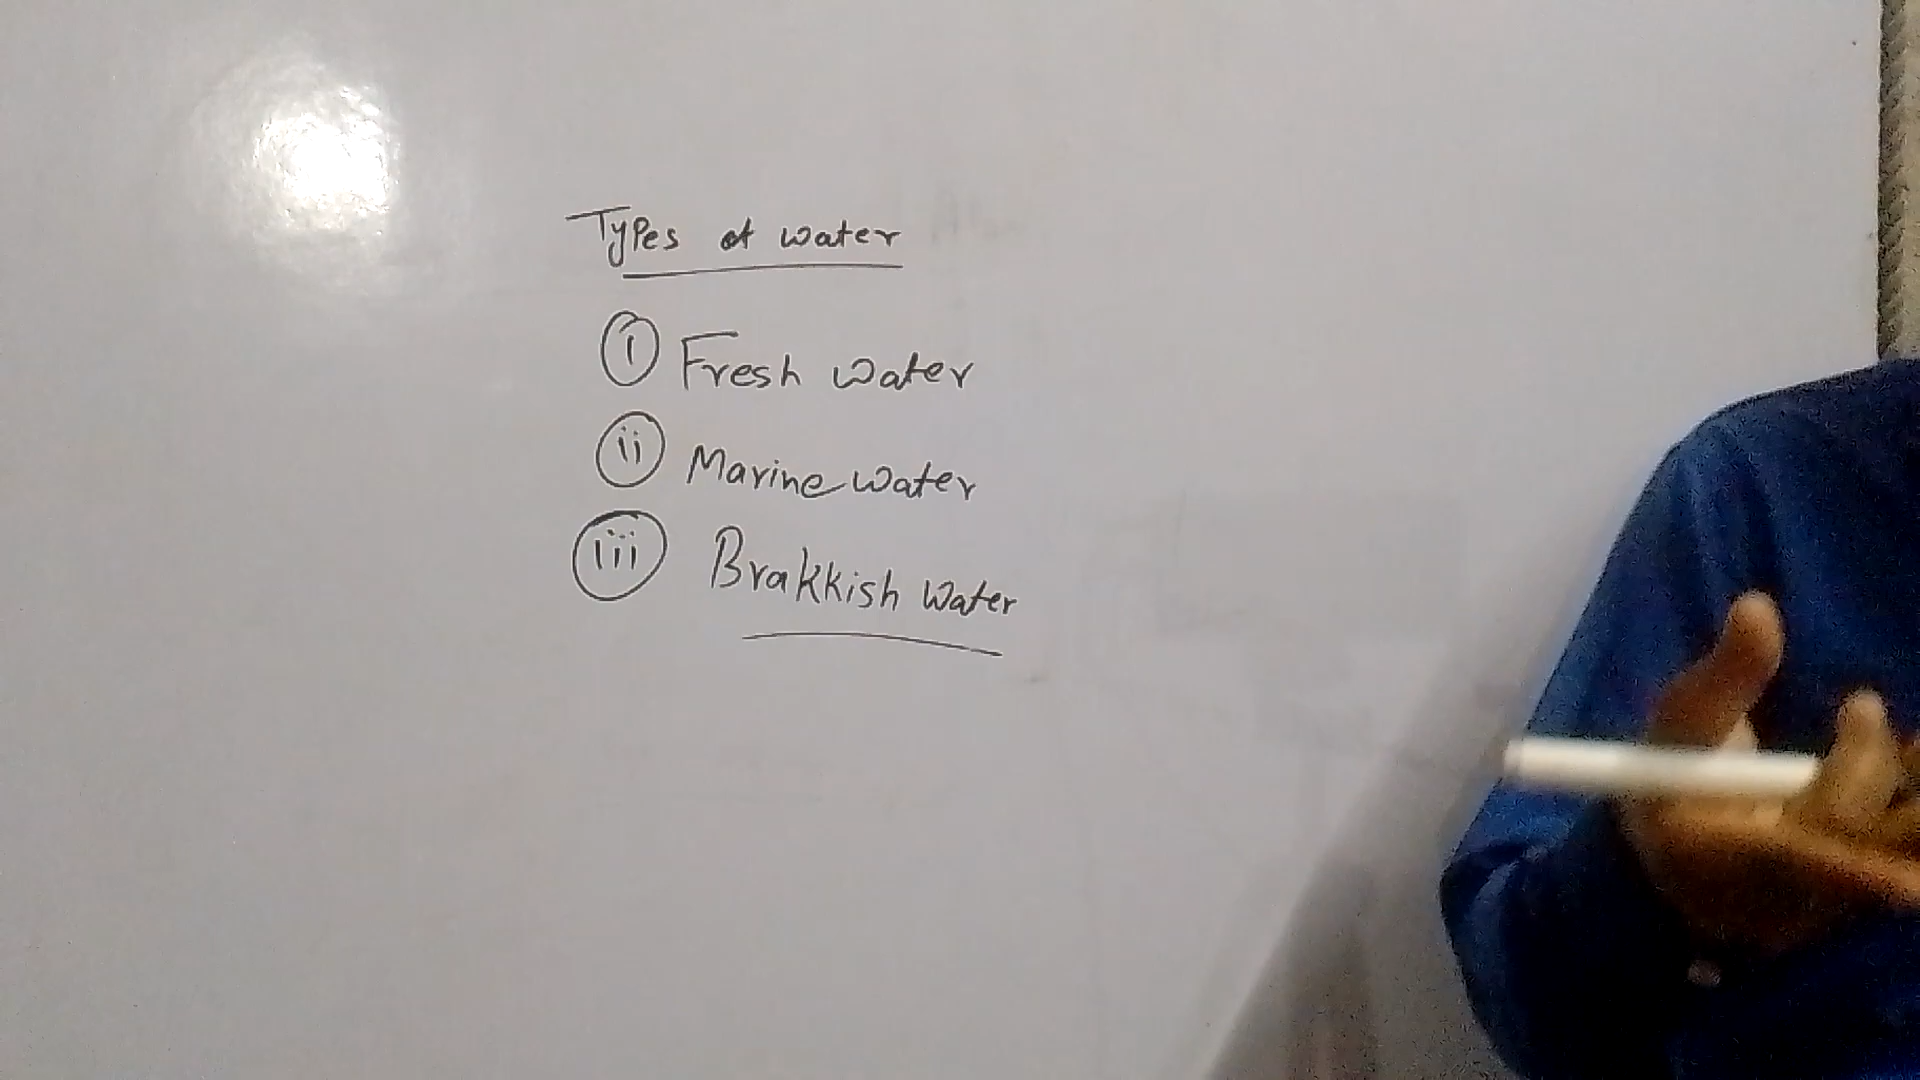 Types of water
i Fresh water
ii Marine water
iii Brakkish water